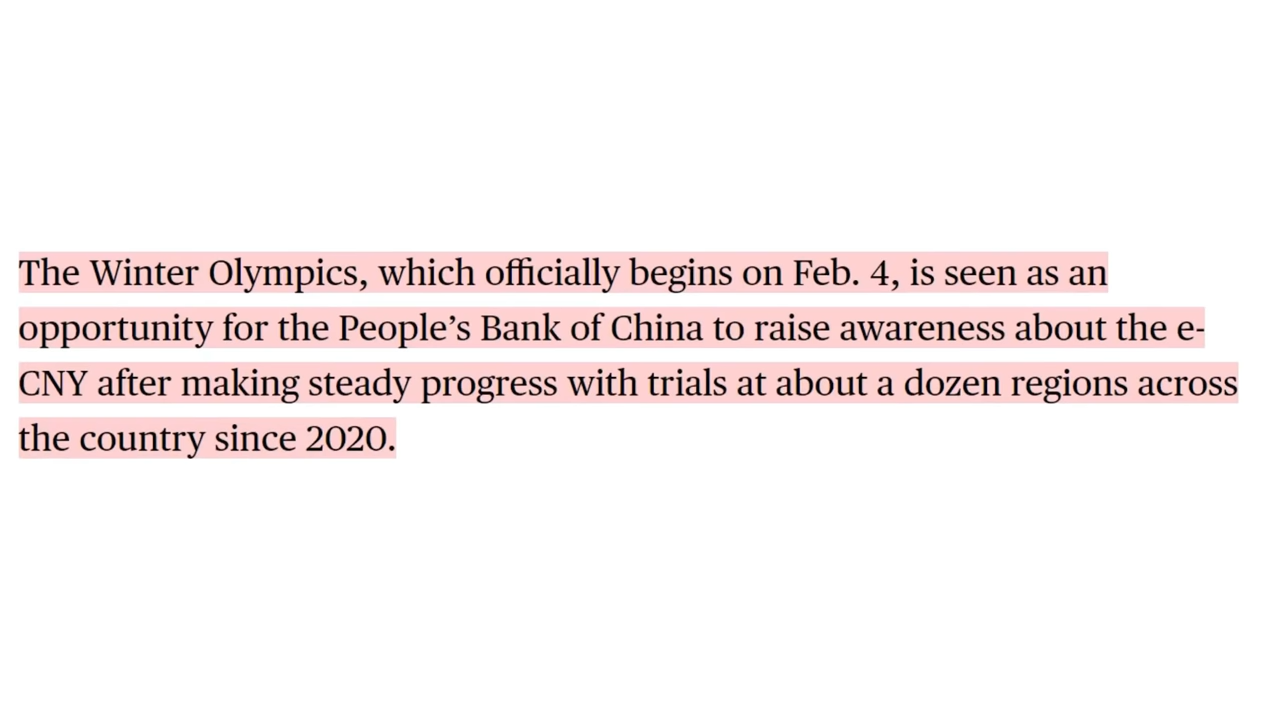 The Winter Olympics, which officially begins on Feb. 4, is seen as an
opportunity for the People’s Bank of China to raise awareness about the e-
CNY after making steady progress with trials at about a dozen regions across
the country since 2020.